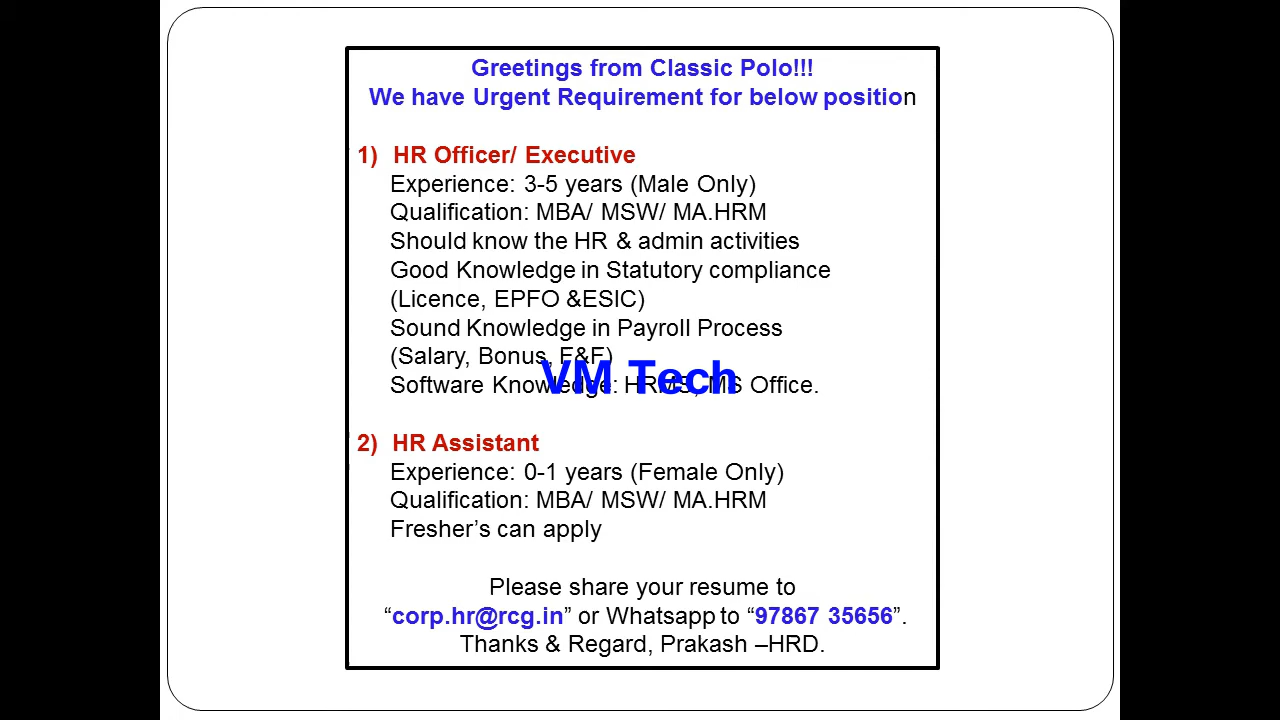 Greetings from Classic Polo!!!
We have Urgent Requirement for below position
1) HR Officer/ Executive
Experience: 3-5 years (Male Only)
Qualification: MBA/ MSW/ MA.HRM
Should know the HR & admin activities
Good Knowledge in Statutory compliance
(Licence, EPFO &ESIC)
Sound Knowledge in Payroll Process
(Salary, Bonus, F&F)
VM Tech
Software Knowledge: HRMS, MS Office.
2) HR Assistant
Experience: 0-1 years (Female Only)
Qualification: MBA/ MSW/ MA.HRM
Fresher’s can apply
Please share your resume to
“corp.hr@rcg.in” or Whatsapp to “97867 35656”.
Thanks & Regard, Prakash –HRD.